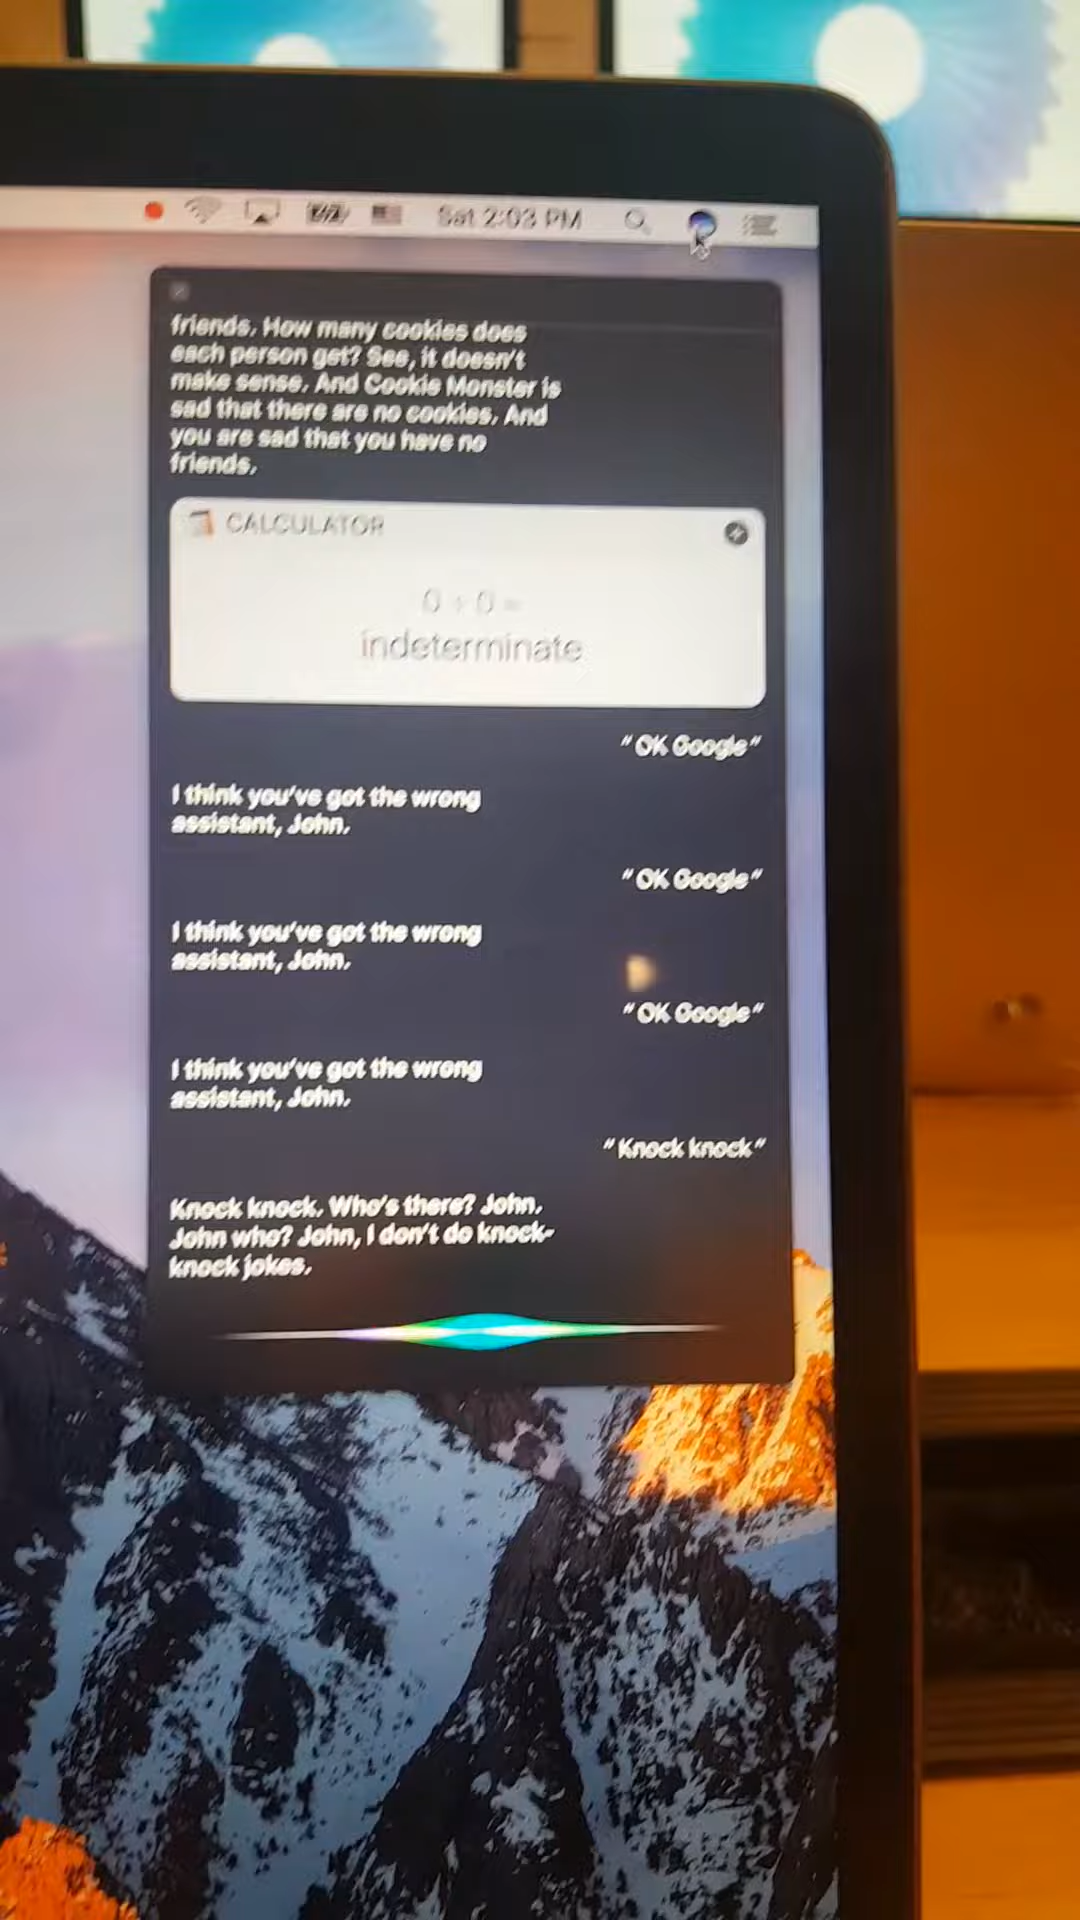 Sat 2:03 PM
friends. How many cookies does
each person get? See, it doesn't
make sense. And Cookie Monster is
sad that there are no cookies. And
you are sad that you have no
friends.
CALCULATOR
0 ÷ 0 =
indeterminate
"OK Google"
I think you've got the wrong
assistant, John.
"OK Google"
I think you've got the wrong
assistant, John.
"OK Google"
I think you've got the wrong
assistant, John.
"Knock knock"
Knock knock. Who's there? John.
John who? John, I don't do knock-
knock jokes.